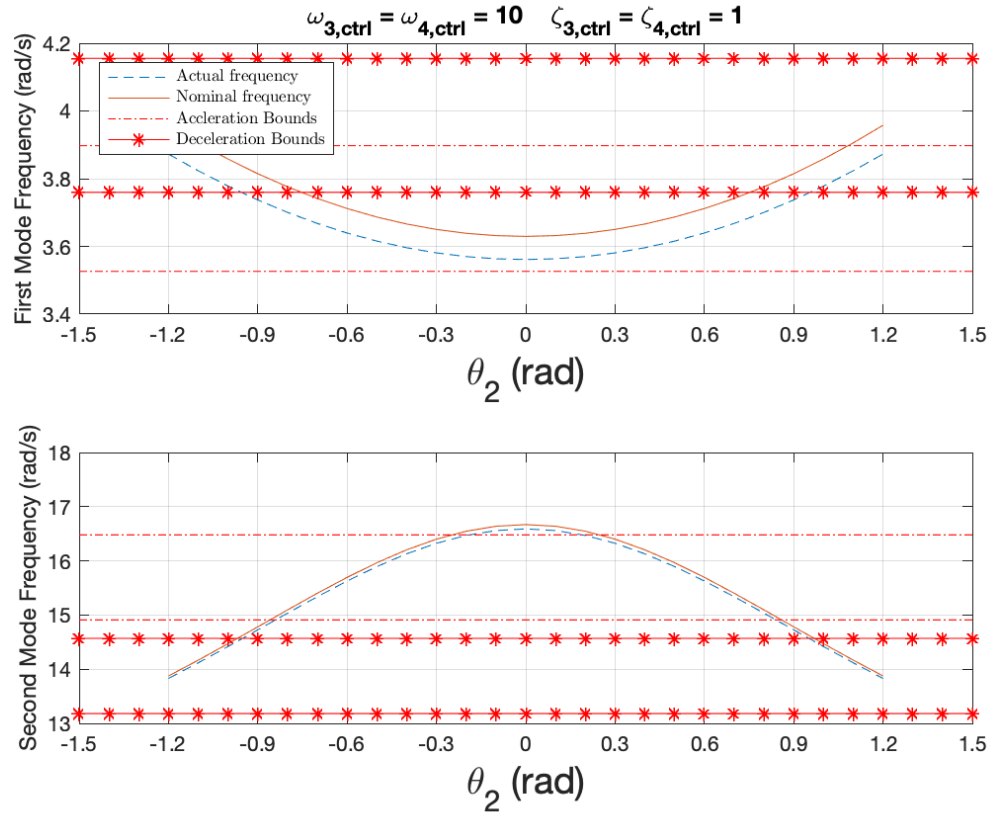 ω3,ctrl = ω4,ctrl = 10 ζ3,ctrl = ζ4,ctrl = 1
First Mode Frequency (rad/s)
4.2
4
3.8
3.6
3.4
Actual frequency
Nominal frequency
Accleration Bounds
Deceleration Bounds
-1.5 -1.2 -0.9 -0.6 -0.3 0 0.3 0.6 0.9 1.2 1.5
θ2 (rad)
Second Mode Frequency (rad/s)
18
17
16
15
14
13
-1.5 -1.2 -0.9 -0.6 -0.3 0 0.3 0.6 0.9 1.2 1.5
θ2 (rad)